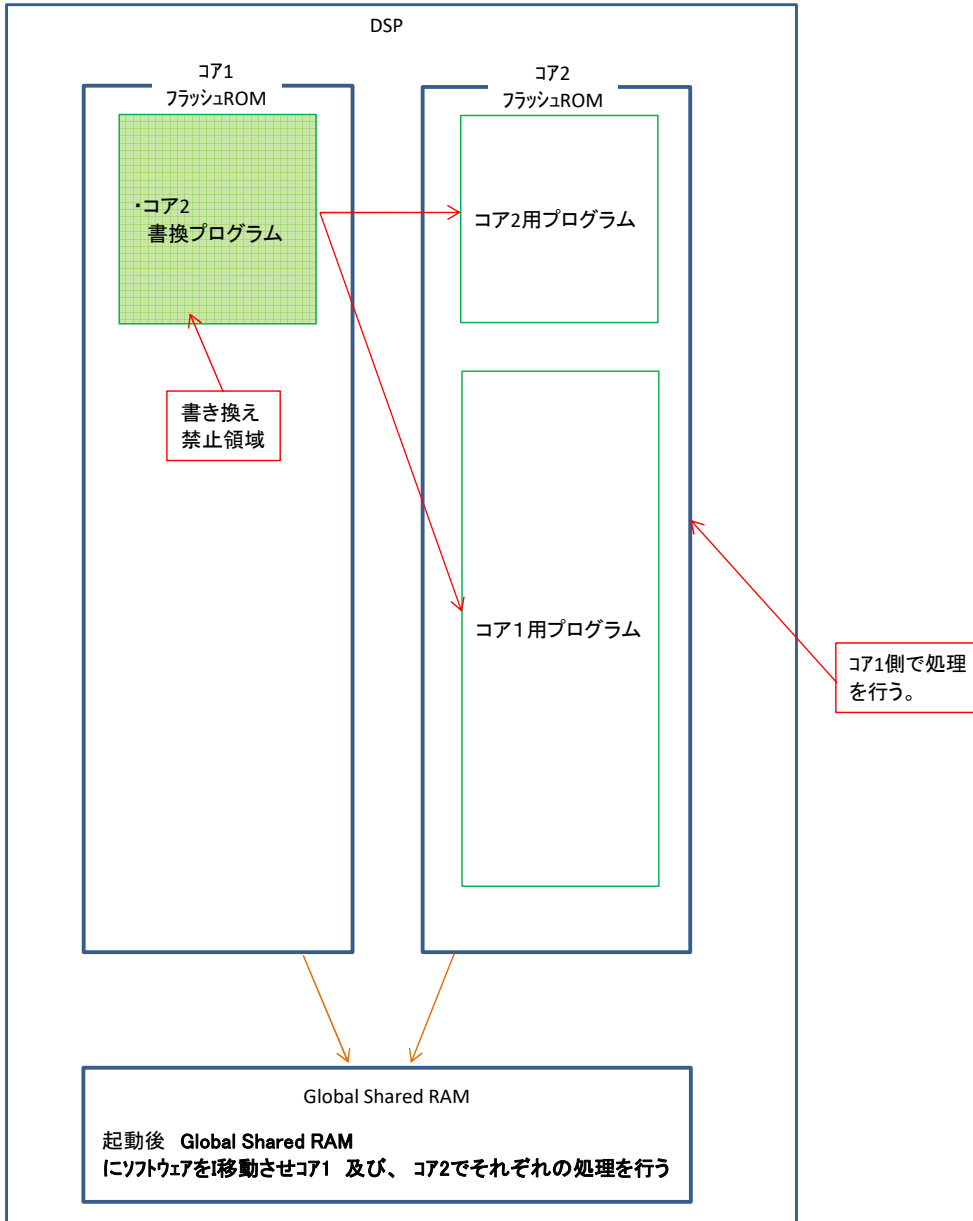 DSP
コア1
フラッシュROM
コア2
フラッシュROM
・コア2
書換プログラム
コア2用プログラム
書き換え
禁止領域
コア１用プログラム
コア1側で処理
を行う。
Global Shared RAM
起動後 Global Shared RAM
にソフトウェアをI移動させコア1 及び、 コア2でそれぞれの処理を行う